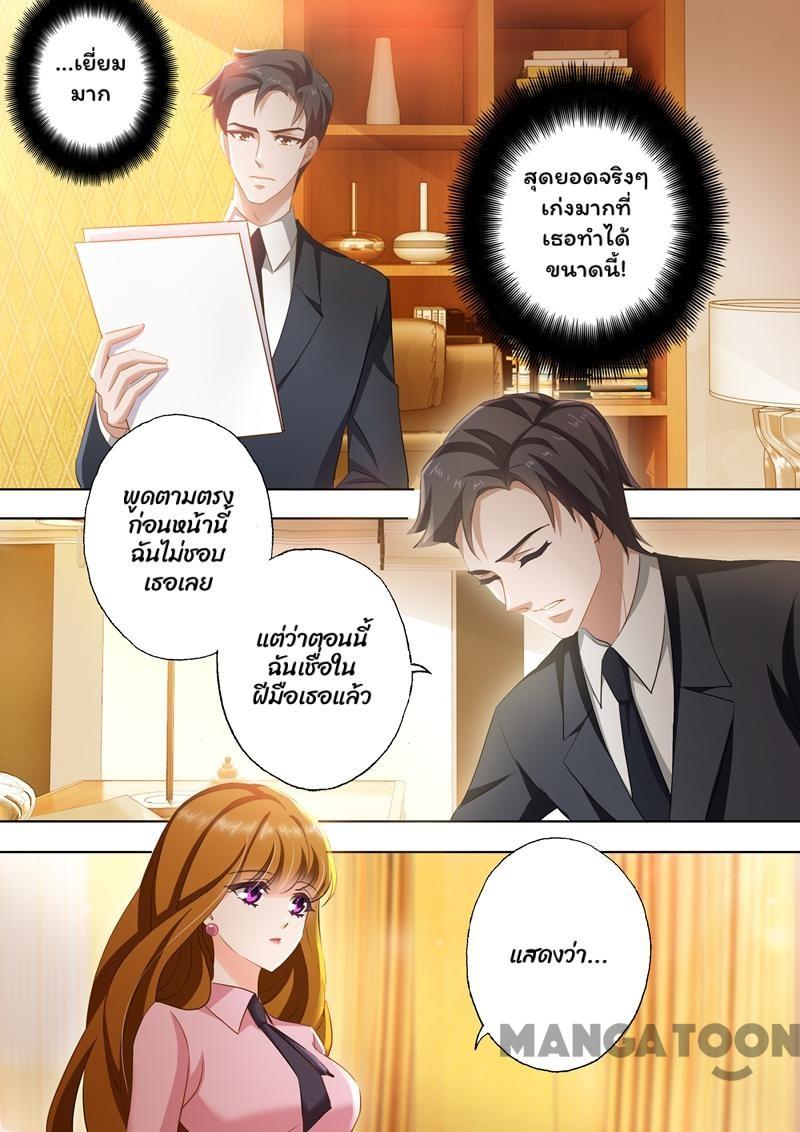 ...เยี่ยม
มาก
สุดยอดจริงๆ
เก่งมากที่
เธอทำได้
ขนาดนี้!
พูดตามตรง
ก่อนหน้านี้
ฉันไม่ชอบ
เธอเลย
แต่ว่าตอนนี้
ฉันเชื่อใน
ฝีมือเธอแล้ว
แสดงว่า...
MANGATOON